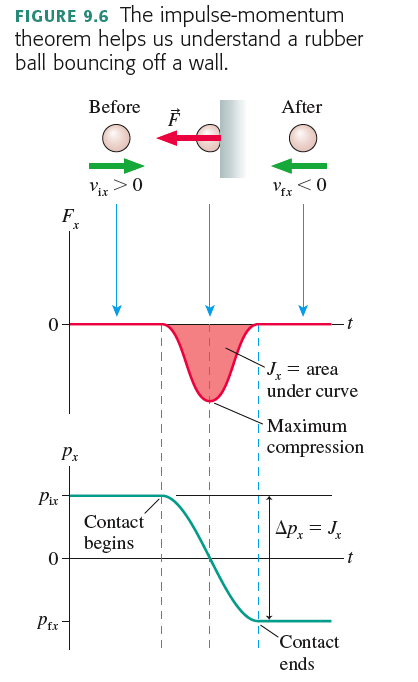 FIGURE 9.6 The impulse-momentum
theorem helps us understand a rubber
ball bouncing off a wall.
Before
F⃗
After
vix > 0
vfx < 0
Fx
0
t
Jx = area
under curve
Maximum
compression
px
pix
Contact
begins
Δpx = Jx
0
t
pfx
Contact
ends